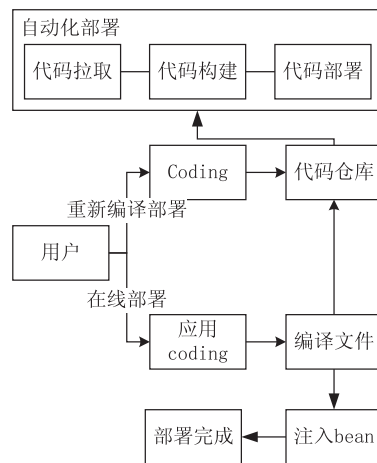 自动化部署
代码拉取
代码构建
代码部署
Coding
代码仓库
重新编译部署
用户
在线部署
应用
coding
编译文件
部署完成
注入bean